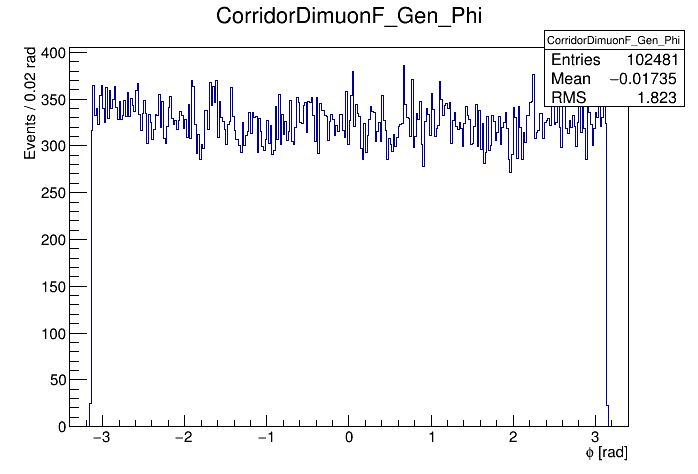 CorridorDimuonF_Gen_Phi
CorridorDimuonF_Gen_Phi
Entries 102481
Mean −0.01735
RMS 1.823
Events / 0.02 rad
400
350
300
250
200
150
100
50
0
−3 −2 −1 0 1 2 3
ϕ [rad]